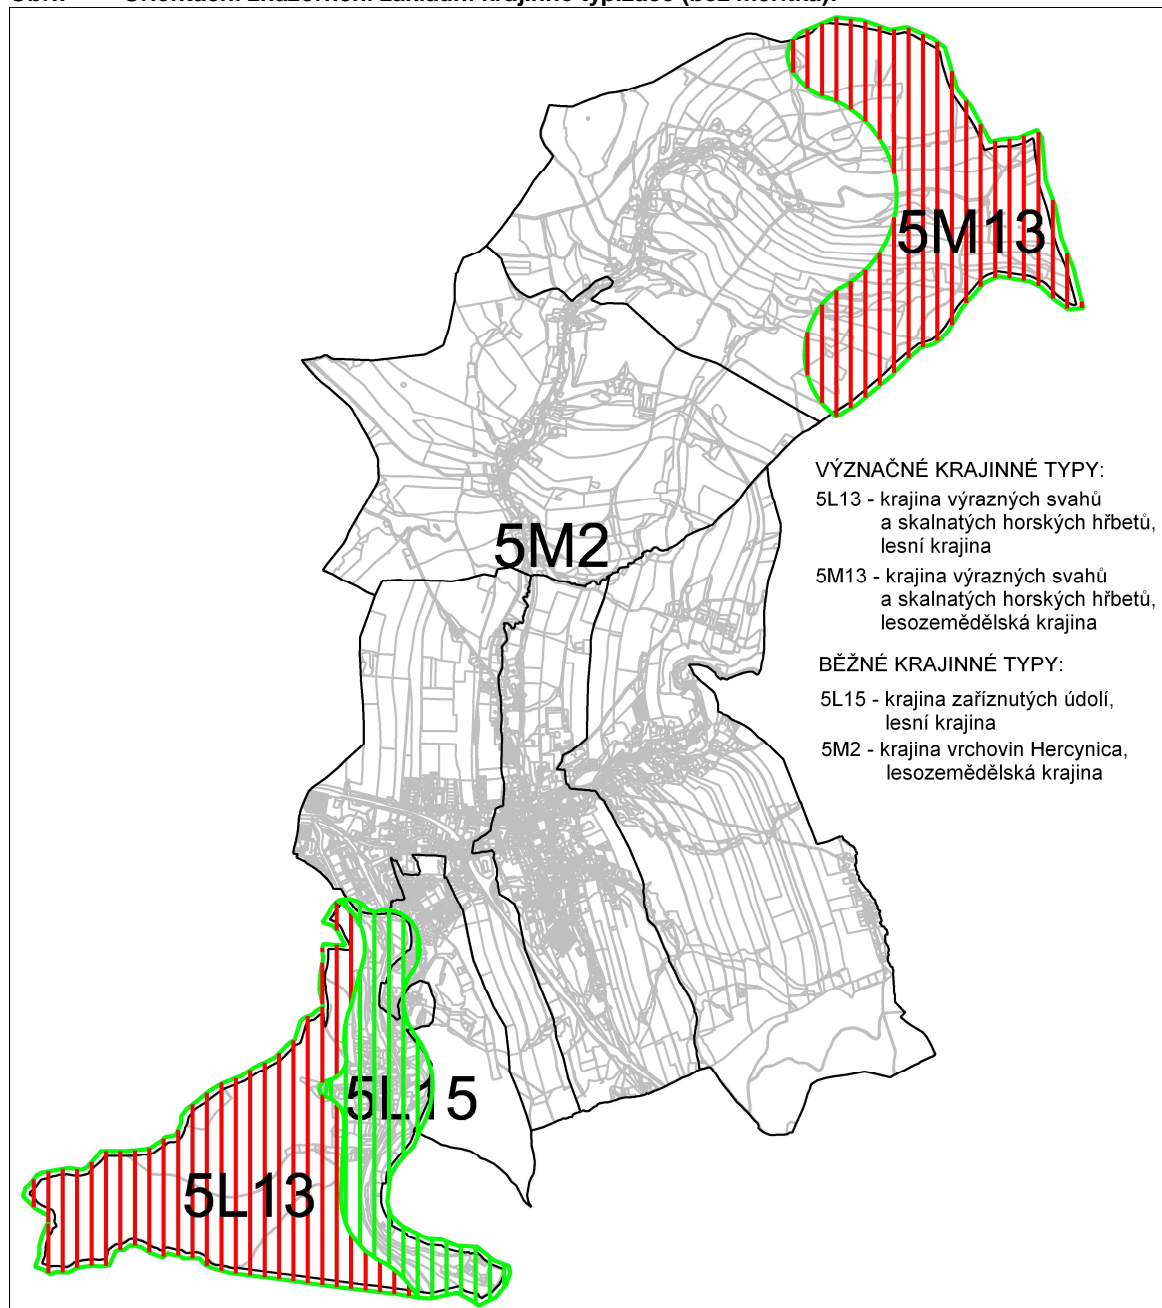 5M13
VÝZNAČNÉ KRAJINNÉ TYPY:
5L13 - krajina výrazných svahů
a skalnatých horských hřbetů,
lesní krajina
5M2
5M13 - krajina výrazných svahů
a skalnatých horských hřbetů,
lesozemědělská krajina
BĚŽNÉ KRAJINNÉ TYPY:
5L15 - krajina zaříznutých údolí,
lesní krajina
5M2 - krajina vrchovin Hercynica,
lesozemědělská krajina
5L15
5L13